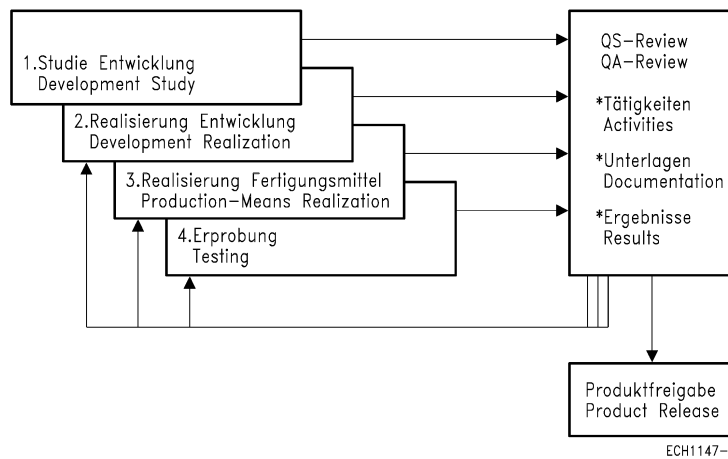 1.Studie Entwicklung
Development Study
2.Realisierung Entwicklung
Development Realization
3.Realisierung Fertigungsmittel
Production-Means Realization
4.Erprobung
Testing
QS-Review
QA-Review
*Tätigkeiten
Activities
*Unterlagen
Documentation
*Ergebnisse
Results
Produktfreigabe
Product Release
ECH1147-